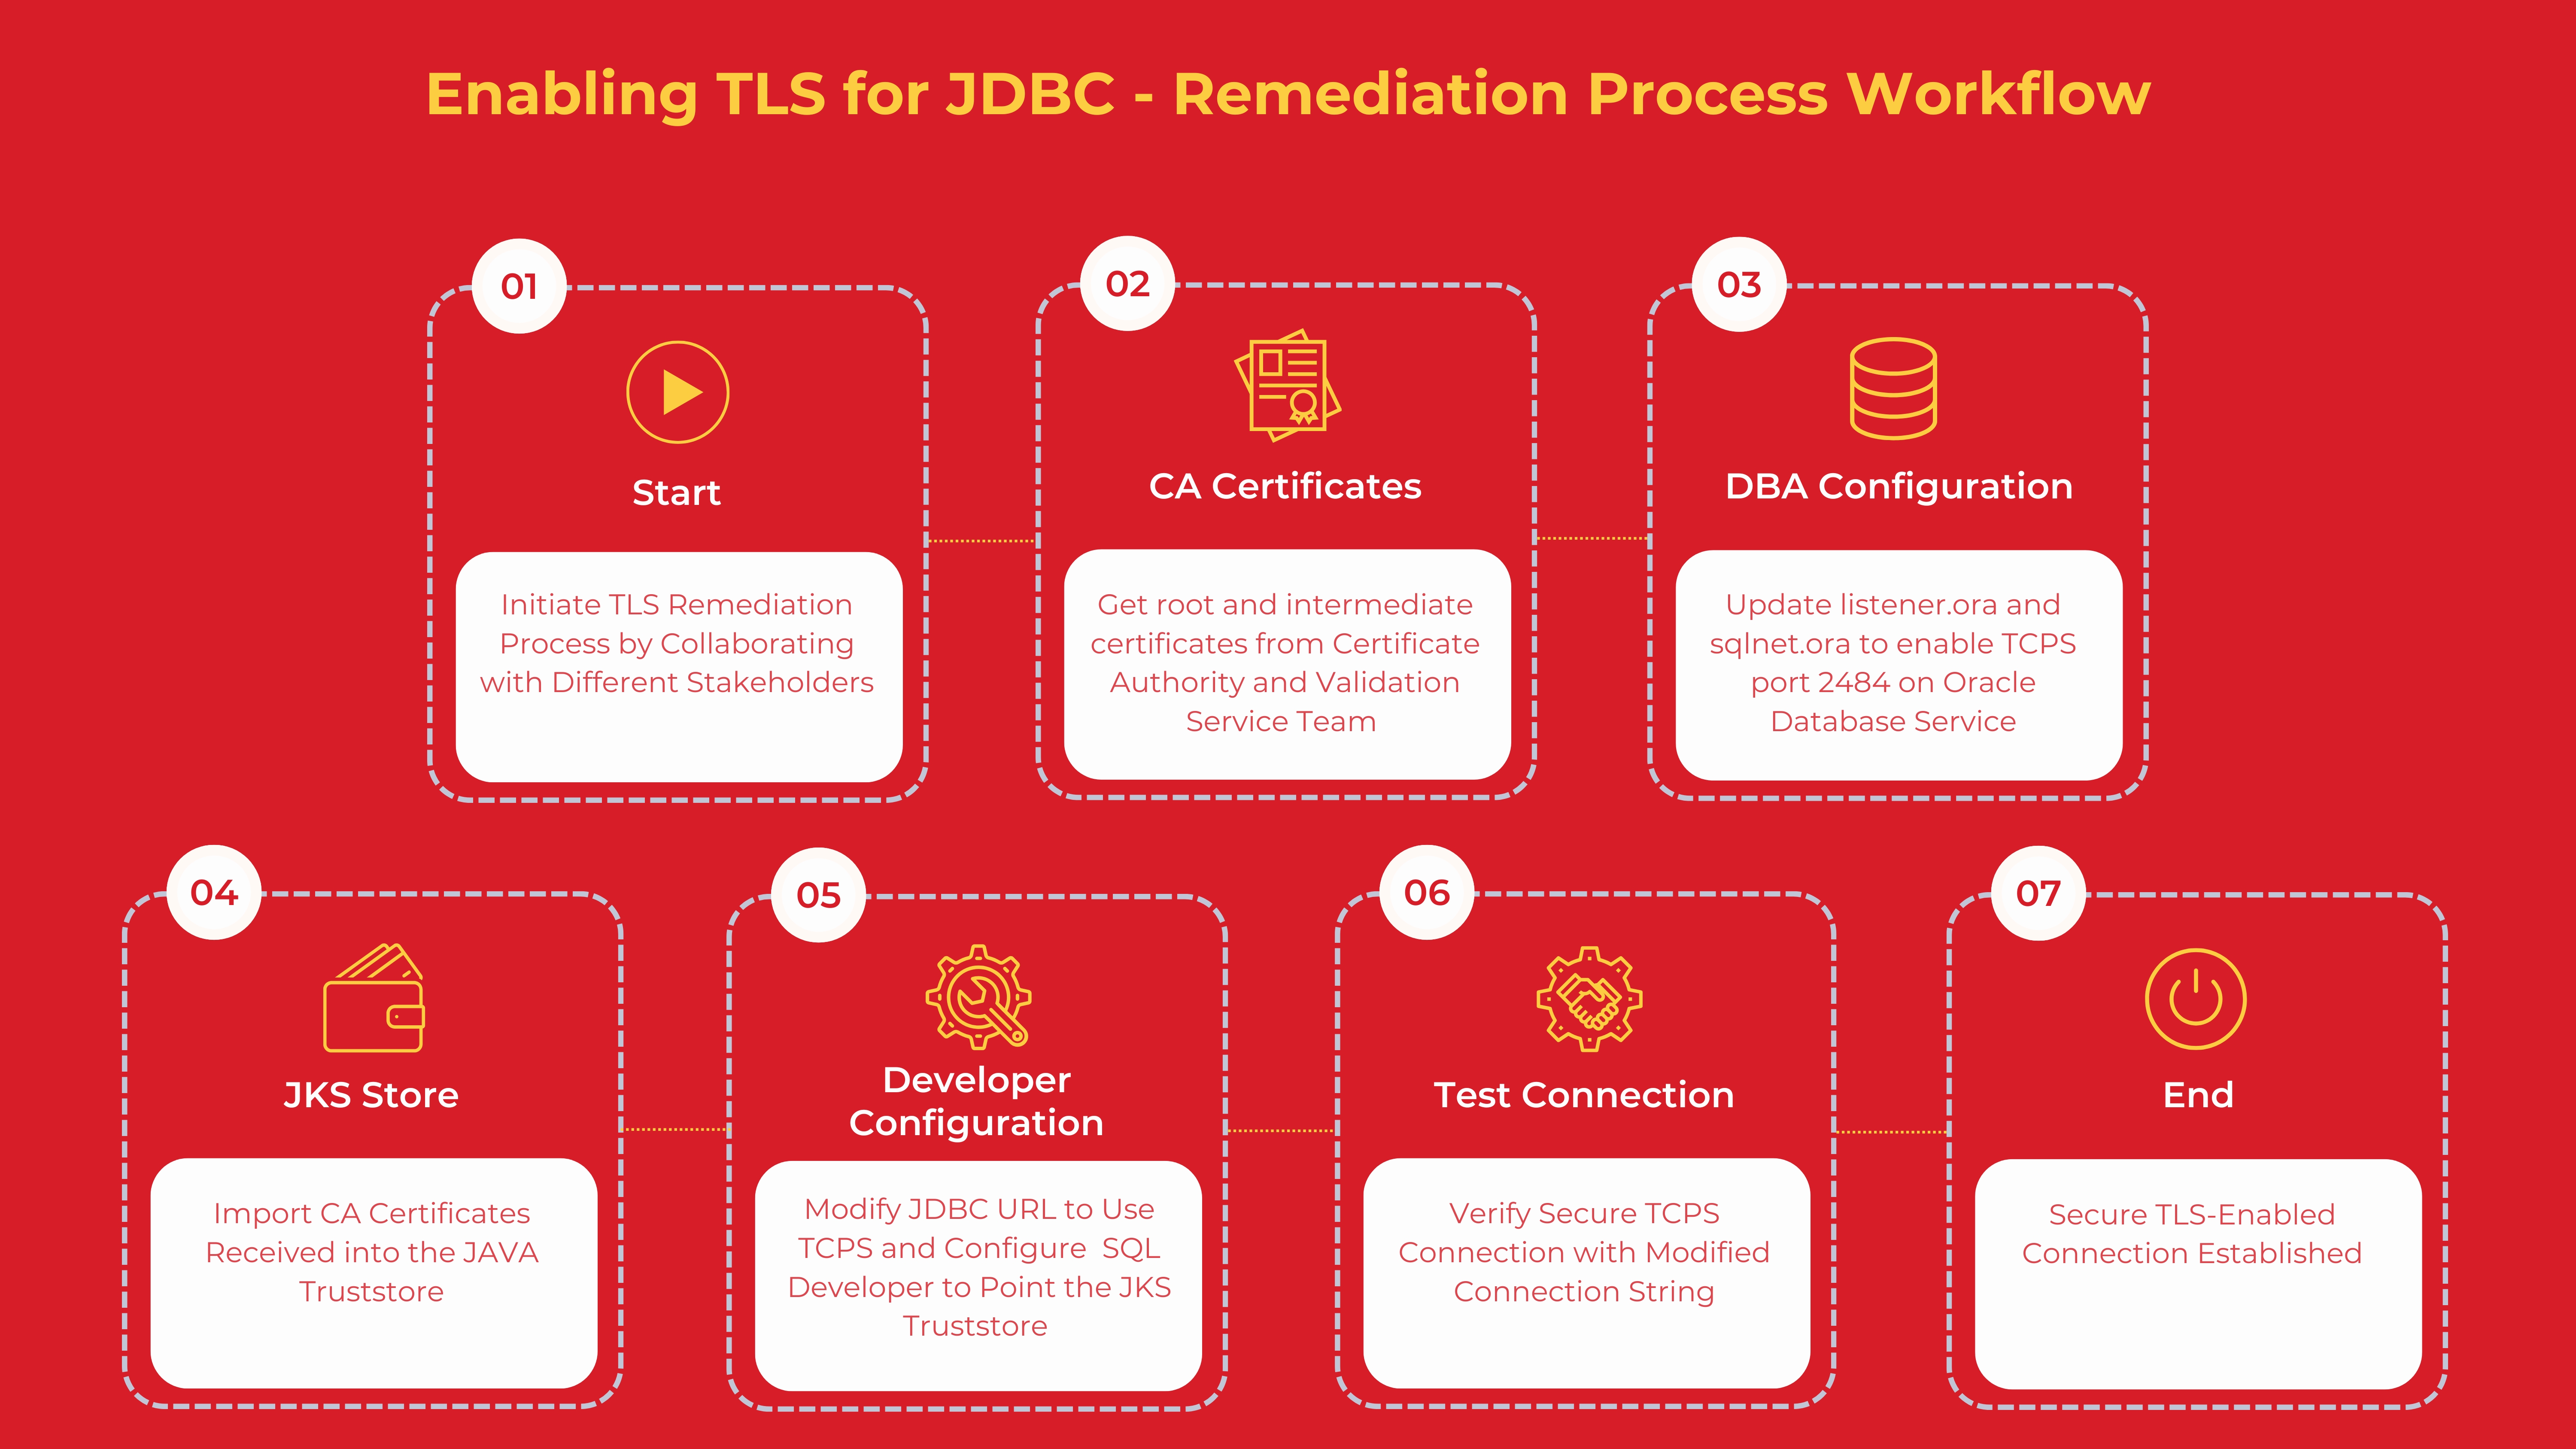 Enabling TLS for JDBC - Remediation Process Workflow
01
Start
Initiate TLS Remediation
Process by Collaborating
with Different Stakeholders
02
CA Certificates
Get root and intermediate
certificates from Certificate
Authority and Validation
Service Team
03
DBA Configuration
Update listener.ora and
sqlnet.ora to enable TCPS
port 2484 on Oracle
Database Service
04
JKS Store
Import CA Certificates
Received into the JAVA
Truststore
05
Developer
Configuration
Modify JDBC URL to Use
TCPS and Configure  SQL
Developer to Point the JKS
Truststore
06
Test Connection
Verify Secure TCPS
Connection with Modified
Connection String
07
End
Secure TLS-Enabled
Connection Established